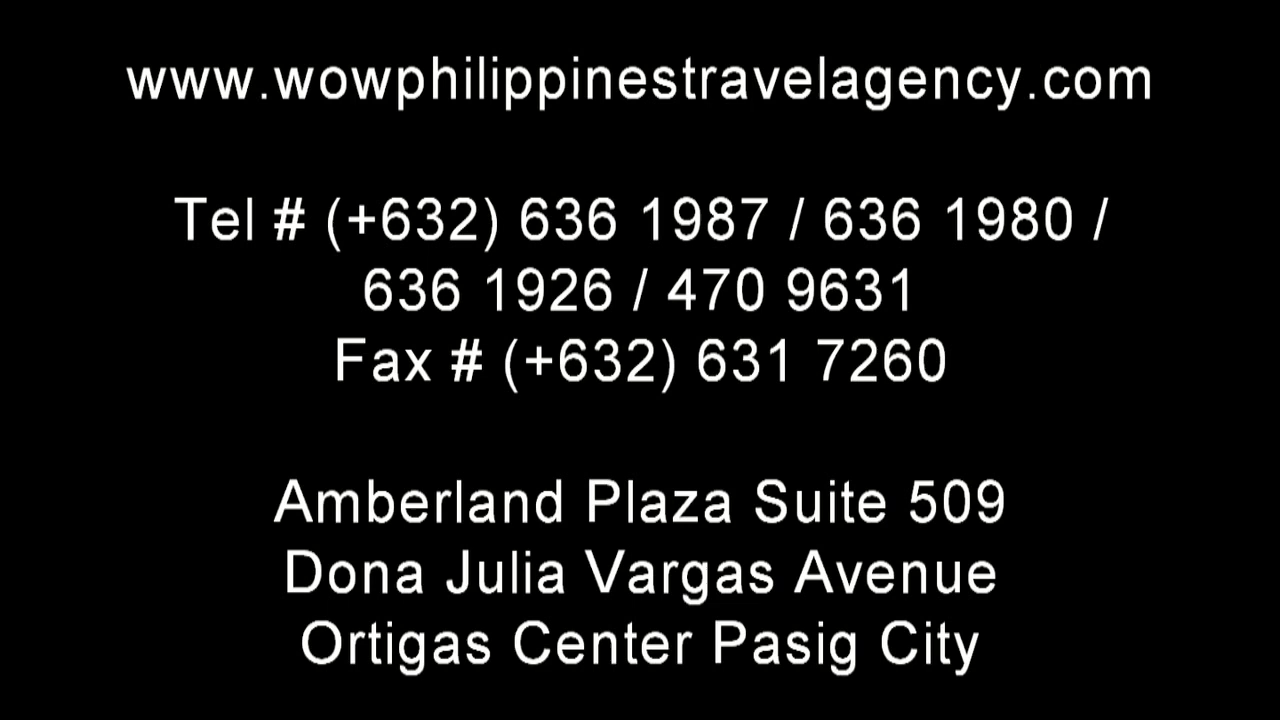 www.wowphilippinestravelagency.com
Tel # (+632) 636 1987 / 636 1980 /
636 1926 / 470 9631
Fax # (+632) 631 7260
Amberland Plaza Suite 509
Dona Julia Vargas Avenue
Ortigas Center Pasig City